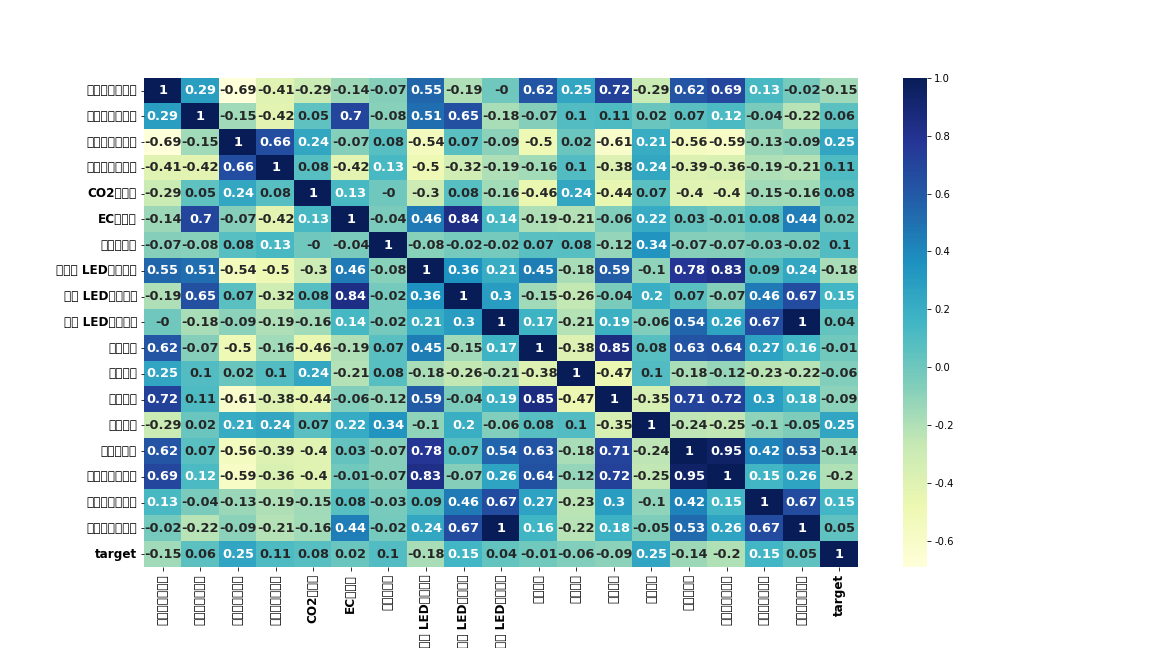 1 0.29 -0.69 -0.41 -0.29 -0.14 -0.07 0.55 -0.19 -0 0.62 0.25 0.72 -0.29 0.62 0.69 0.13 -0.02 -0.15
0.29 1 -0.15 -0.42 0.05 0.7 -0.08 0.51 0.65 -0.18 -0.07 0.1 0.11 0.02 0.07 0.12 -0.04 -0.22 0.06
-0.69 -0.15 1 0.66 0.24 -0.07 0.08 -0.54 0.07 -0.09 -0.5 0.02 -0.61 0.21 -0.56 -0.59 -0.13 -0.09 0.25
-0.41 -0.42 0.66 1 0.08 -0.42 0.13 -0.5 -0.32 -0.19 -0.16 0.1 -0.38 0.24 -0.39 -0.36 -0.19 -0.21 0.11
CO2 -0.29 0.05 0.24 0.08 1 0.13 -0 -0.3 0.08 -0.16 -0.46 0.24 -0.44 0.07 -0.4 -0.4 -0.15 -0.16 0.08
EC -0.14 0.7 -0.07 -0.42 0.13 1 -0.04 0.46 0.84 0.14 -0.19 -0.21 -0.06 0.22 0.03 -0.01 0.08 0.44 0.02
-0.07 -0.08 0.08 0.13 -0 -0.04 1 -0.08 -0.02 -0.02 0.07 0.08 -0.12 0.34 -0.07 -0.07 -0.03 -0.02 0.1
LED 0.55 0.51 -0.54 -0.5 -0.3 0.46 -0.08 1 0.36 0.21 0.45 -0.18 0.59 -0.1 0.78 0.83 0.09 0.24 -0.18
LED -0.19 0.65 0.07 -0.32 0.08 0.84 -0.02 0.36 1 0.3 -0.15 -0.26 -0.04 0.2 0.07 -0.07 0.46 0.67 0.15
LED -0 -0.18 -0.09 -0.19 -0.16 0.14 -0.02 0.21 0.3 1 0.17 -0.21 0.19 -0.06 0.54 0.26 0.67 1 0.04
0.62 -0.07 -0.5 -0.16 -0.46 -0.19 0.07 0.45 -0.15 0.17 1 -0.38 0.85 0.08 0.63 0.64 0.27 0.16 -0.01
0.25 0.1 0.02 0.1 0.24 -0.21 0.08 -0.18 -0.26 -0.21 -0.38 1 -0.47 0.1 -0.18 -0.12 -0.23 -0.22 -0.06
0.72 0.11 -0.61 -0.38 -0.44 -0.06 -0.12 0.59 -0.04 0.19 0.85 -0.47 1 -0.35 0.71 0.72 0.3 0.18 -0.09
-0.29 0.02 0.21 0.24 0.07 0.22 0.34 -0.1 0.2 -0.06 0.08 0.1 -0.35 1 -0.24 -0.25 -0.1 -0.05 0.25
0.62 0.07 -0.56 -0.39 -0.4 0.03 -0.07 0.78 0.07 0.54 0.63 -0.18 0.71 -0.24 1 0.95 0.42 0.53 -0.14
0.69 0.12 -0.59 -0.36 -0.4 -0.01 -0.07 0.83 -0.07 0.26 0.64 -0.12 0.72 -0.25 0.95 1 0.15 0.26 -0.2
0.13 -0.04 -0.13 -0.19 -0.15 0.08 -0.03 0.09 0.46 0.67 0.27 -0.23 0.3 -0.1 0.42 0.15 1 0.67 0.15
-0.02 -0.22 -0.09 -0.21 -0.16 0.44 -0.02 0.24 0.67 1 0.16 -0.22 0.18 -0.05 0.53 0.26 0.67 1 0.05
target -0.15 0.06 0.25 0.11 0.08 0.02 0.1 -0.18 0.15 0.04 -0.01 -0.06 -0.09 0.25 -0.14 -0.2 0.15 0.05 1
CO2
EC
LED
LED
LED
target
1.0
0.8
0.6
0.4
0.2
0.0
-0.2
-0.4
-0.6